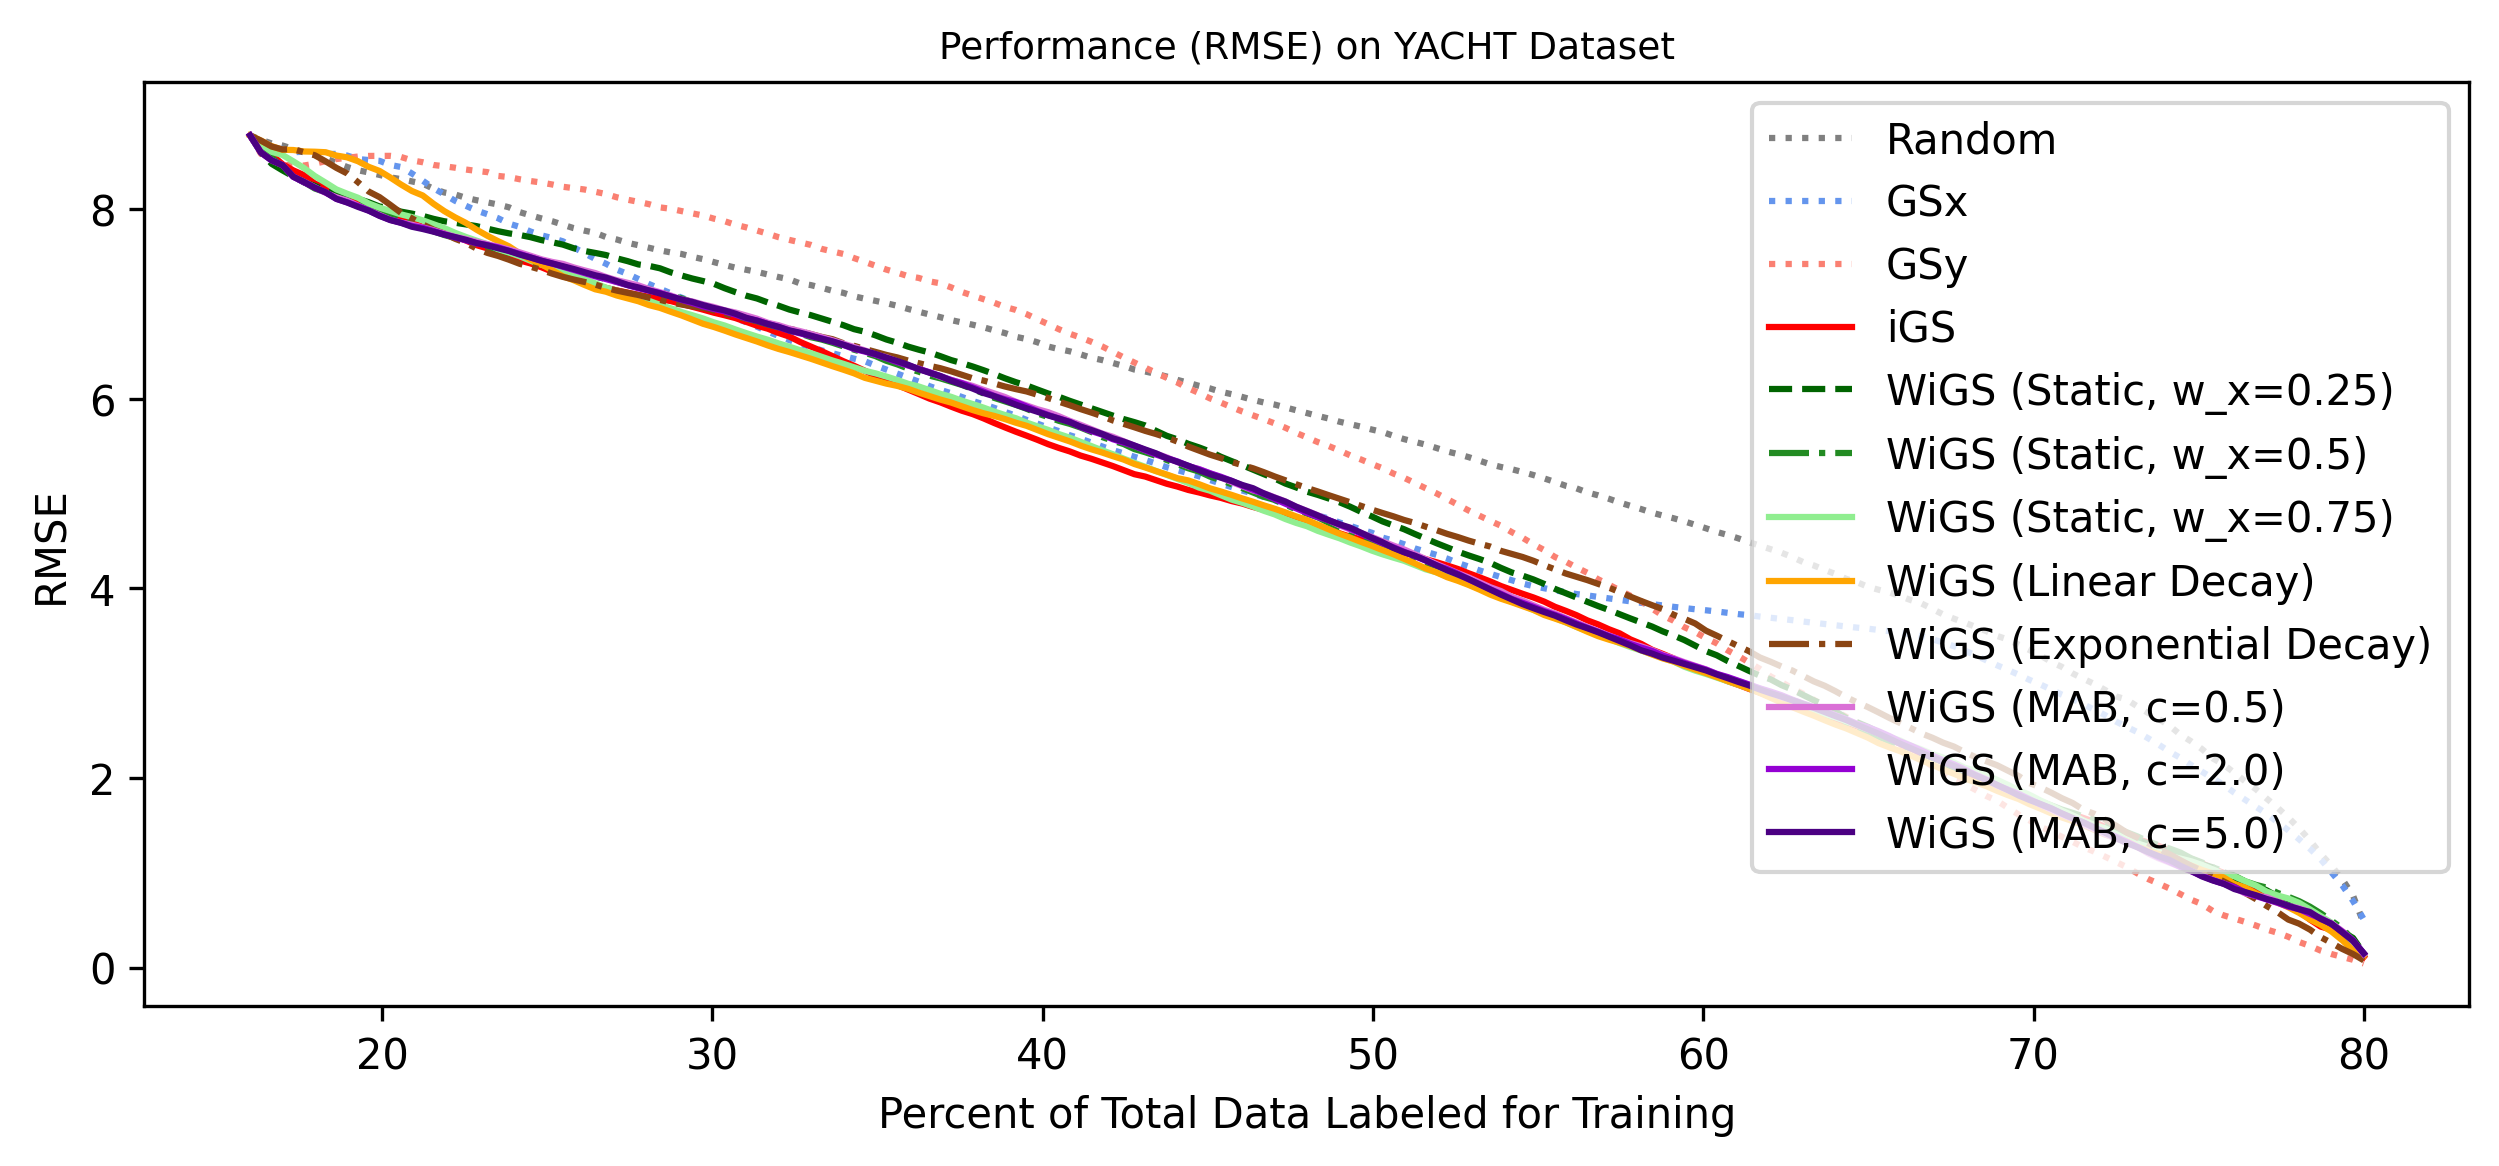 Performance (RMSE) on YACHT Dataset
RMSE
8
6
4
2
0
20 30 40 50 60 70 80
Percent of Total Data Labeled for Training
Random
GSx
GSy
iGS
WiGS (Static, w_x=0.25)
WiGS (Static, w_x=0.5)
WiGS (Static, w_x=0.75)
WiGS (Linear Decay)
WiGS (Exponential Decay)
WiGS (MAB, c=0.5)
WiGS (MAB, c=2.0)
WiGS (MAB, c=5.0)